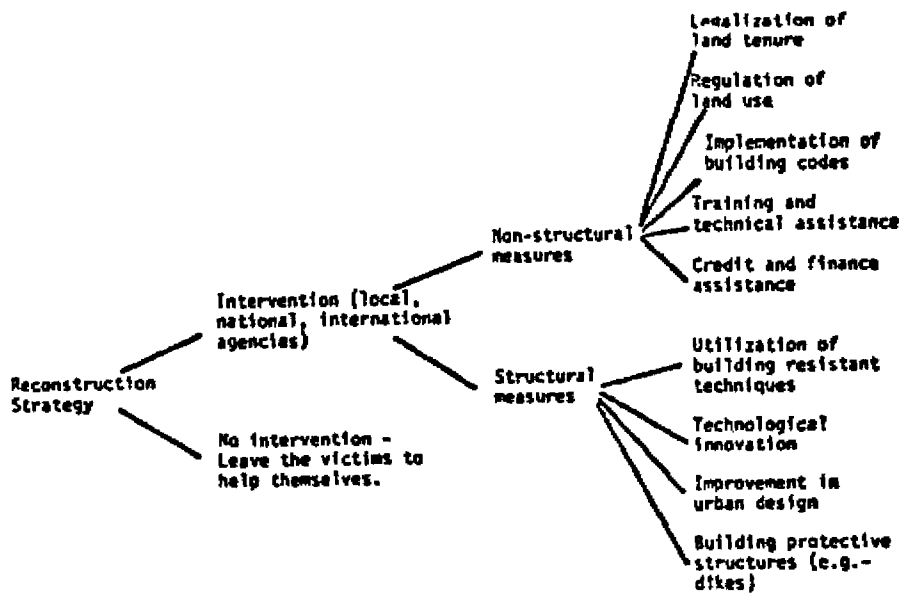 Reconstruction
Strategy
Intervention (local,
national, international
agencies)
No intervention -
Leave the victims to
help themselves.
Non-structural
measures
Structural
measures
Legalization of
land tenure
Regulation of
land use
Implementation of
building codes
Training and
technical assistance
Credit and finance
assistance
Utilization of
building resistant
techniques
Technological
innovation
Improvement in
urban design
Building protective
structures (e.g.-
dikes)